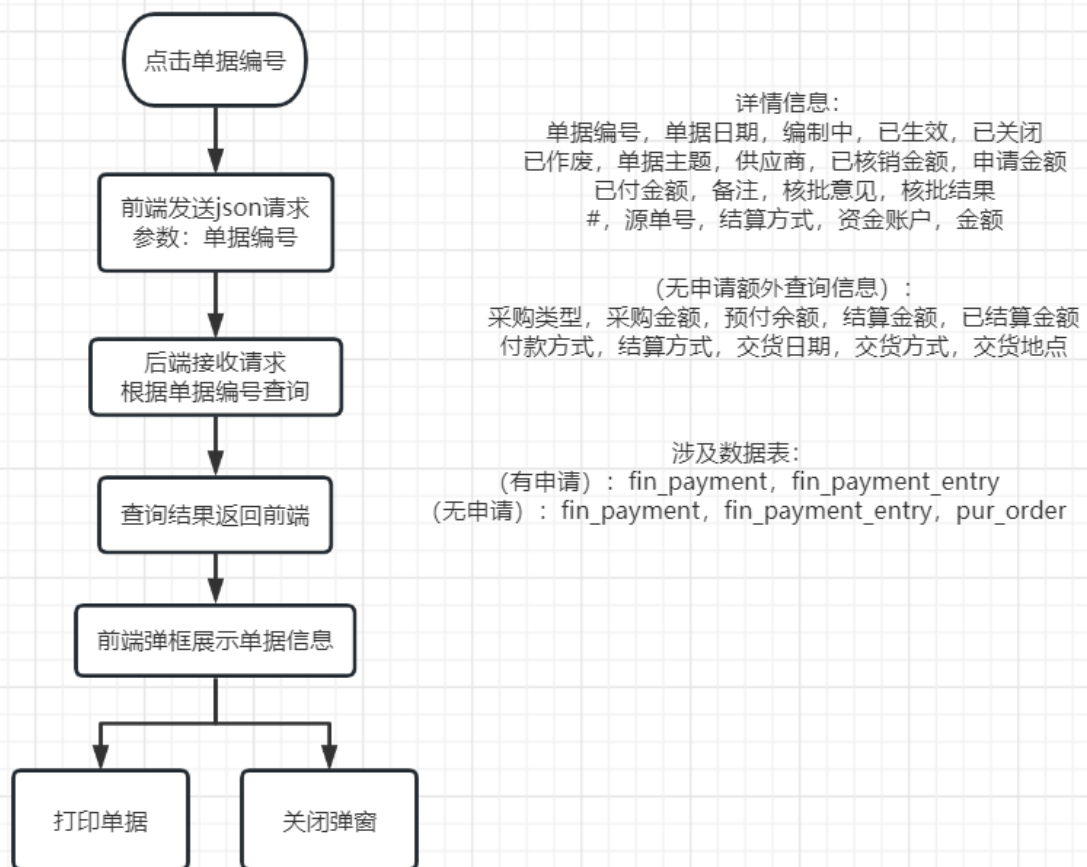 点击单据编号
前端发送json请求
参数：单据编号
后端接收请求
根据单据编号查询
查询结果返回前端
前端弹框展示单据信息
打印单据
关闭弹窗
详情信息：
单据编号，单据日期，编制中，已生效，已关闭
已作废，单据主题，供应商，已核销金额，申请金额
已付金额，备注，核批意见，核批结果
#，源单号，结算方式，资金账户，金额
（无申请额外查询信息）：
采购类型，采购金额，预付余额，结算金额，已结算金额
付款方式，结算方式，交货日期，交货方式，交货地点
涉及数据表：
（有申请）：fin_payment，fin_payment_entry
（无申请）：fin_payment，fin_payment_entry，pur_order